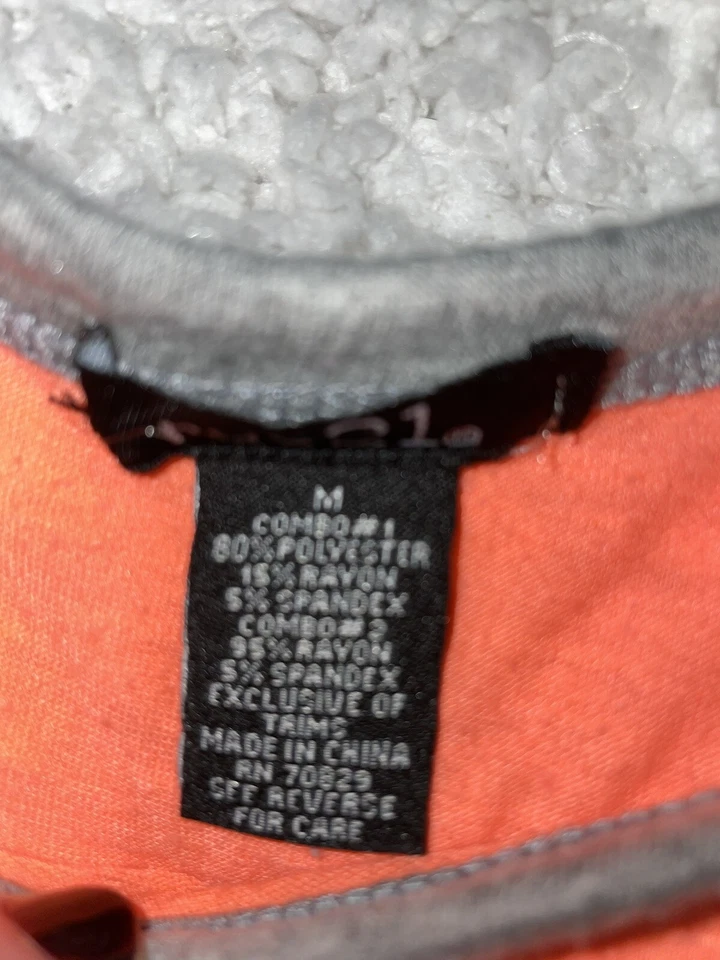 M
COMBO#1
80% POLYESTER
15% RAYON
5% SPANDEX
COMBO#2
95% RAYON
5% SPANDEX
EXCLUSIVE OF
TRIMS
MADE IN CHINA
RN 70829
SEE REVERSE
FOR CARE